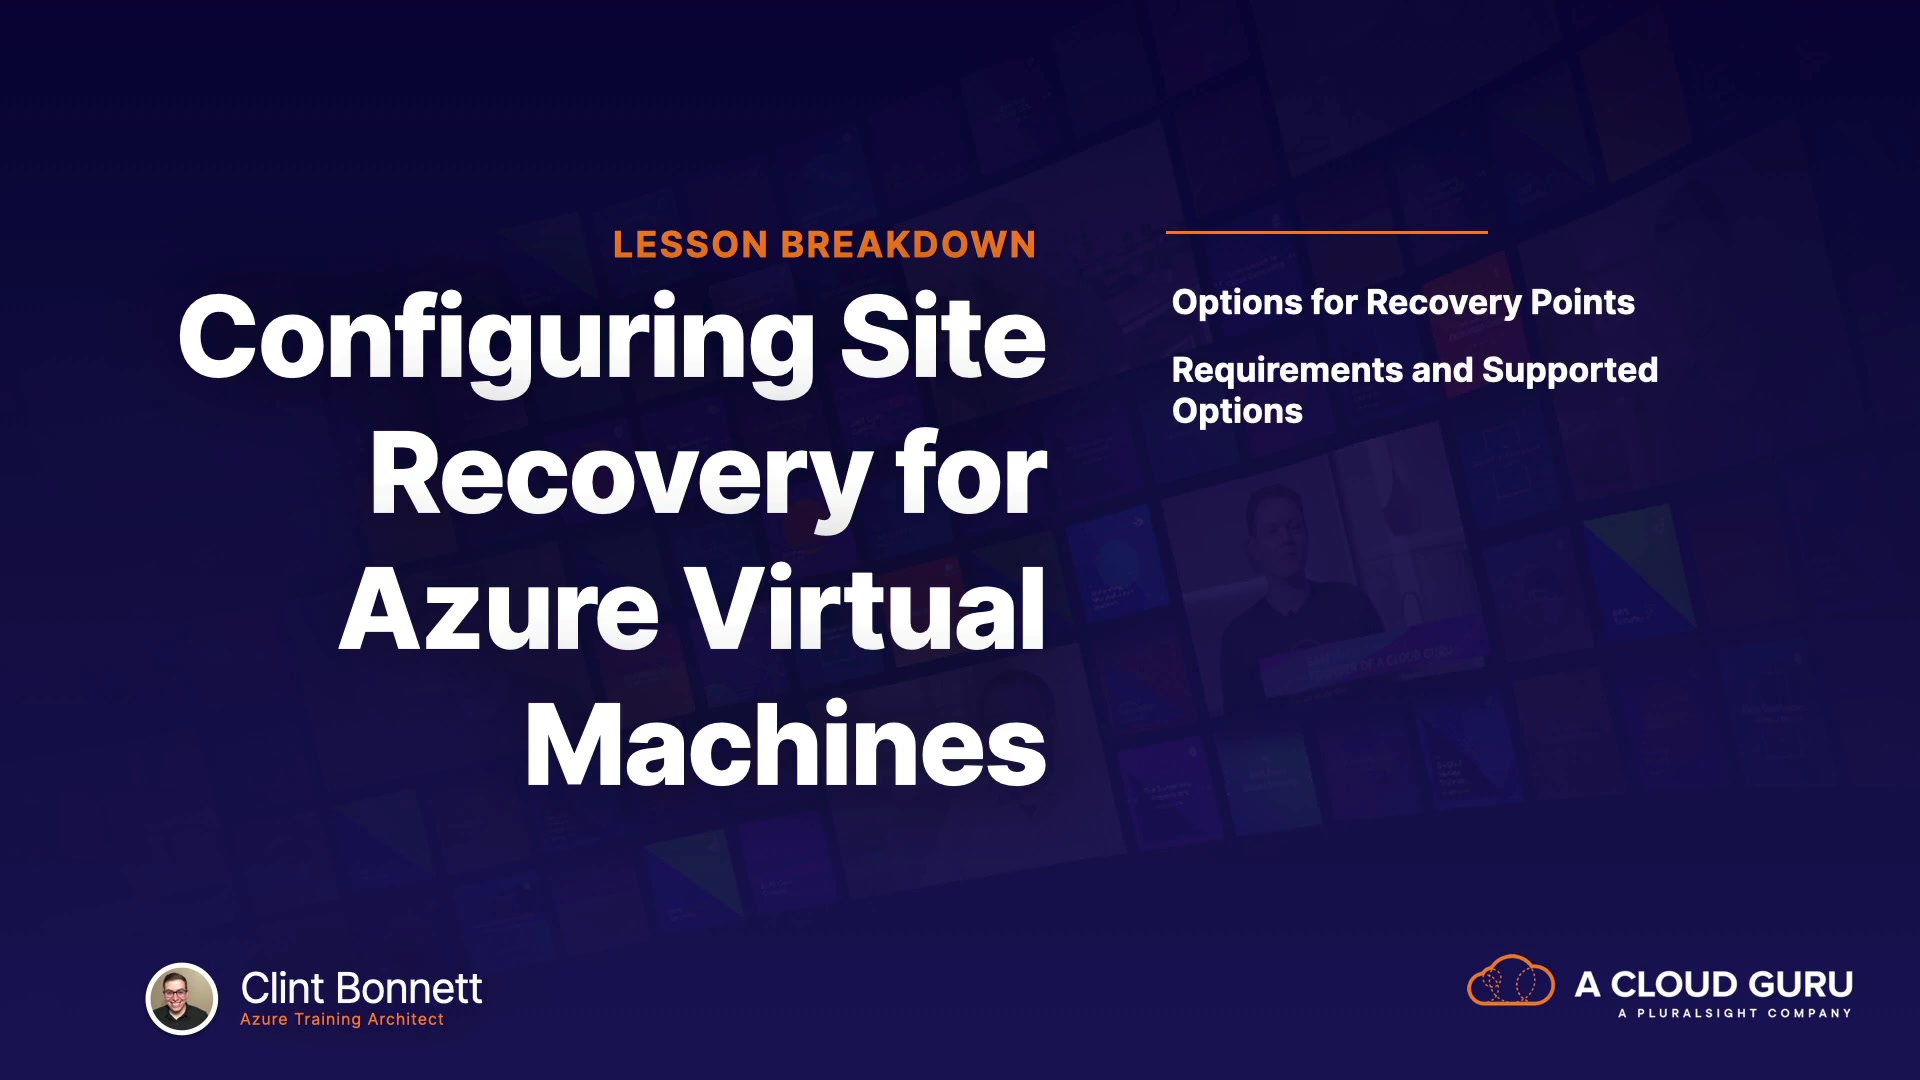 LESSON BREAKDOWN
Configuring Site
Recovery for
Azure Virtual
Machines
Options for Recovery Points
Requirements and Supported
Options
Clint Bonnett
Azure Training Architect
A CLOUD GURU
A PLURALSIGHT COMPANY